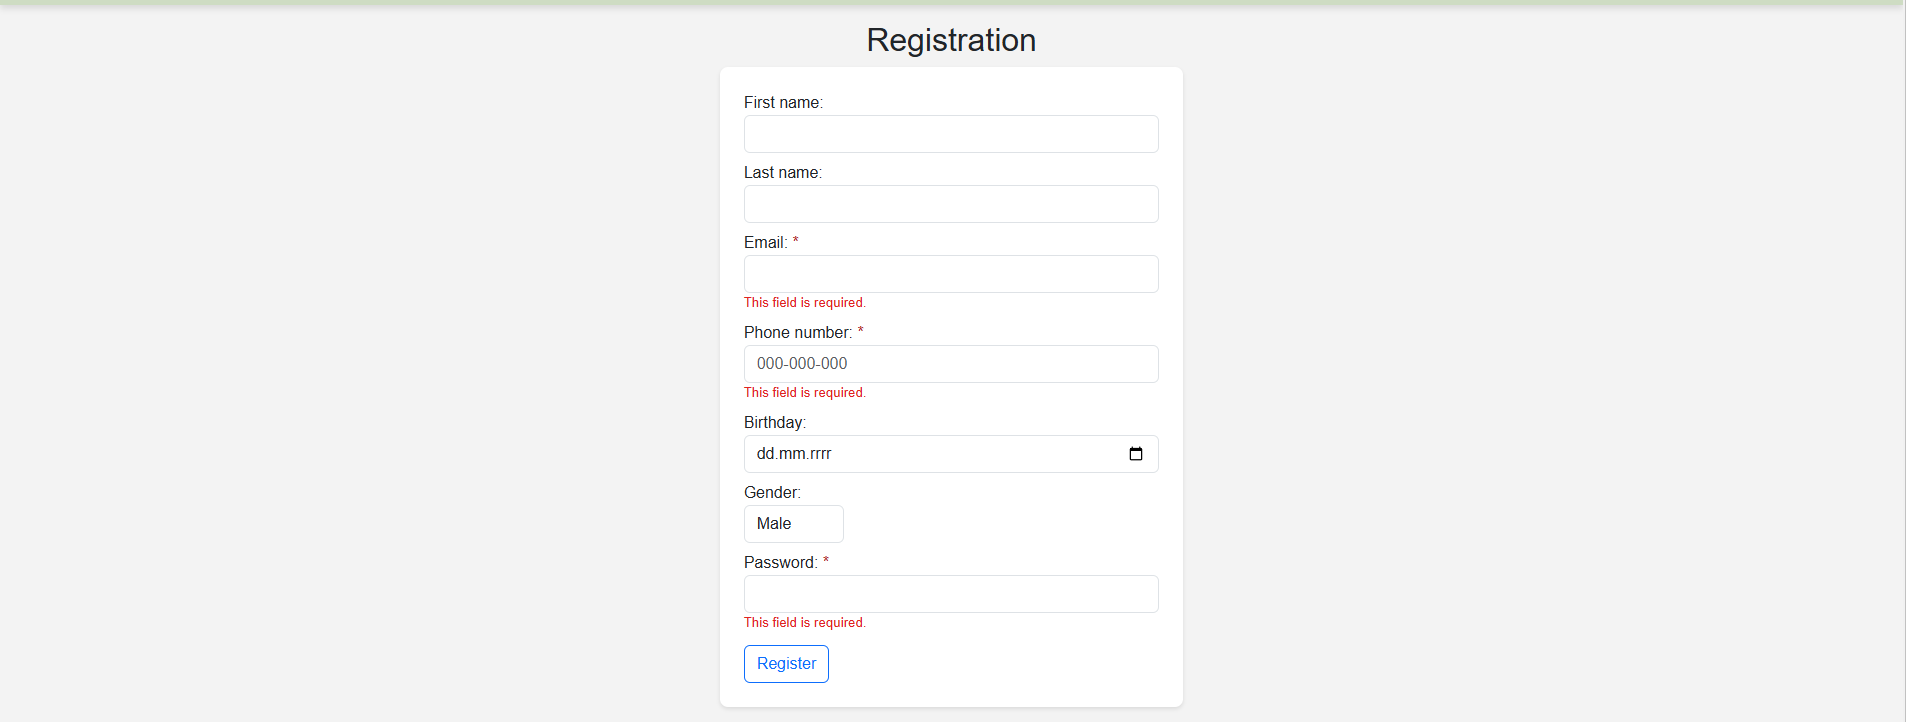 Registration
First name:
Last name:
Email: *
This field is required.
Phone number: *
000-000-000
This field is required.
Birthday:
dd.mm.rrrr
Gender:
Male
Password: *
This field is required.
Register